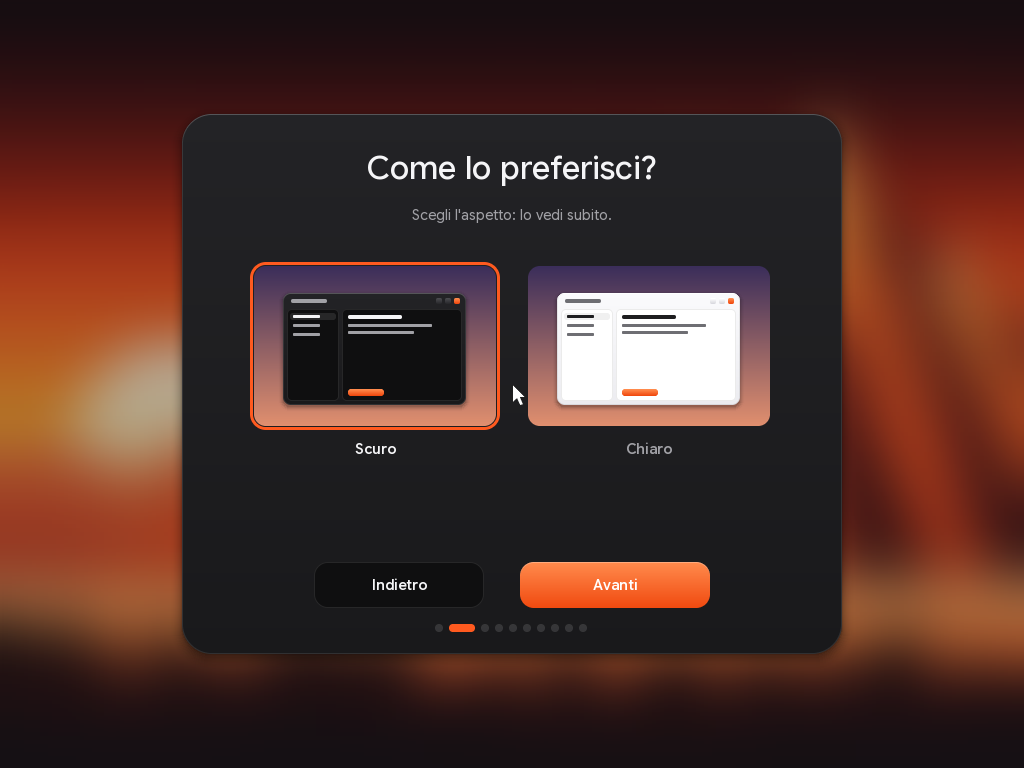 Come lo preferisci?
Scegli l'aspetto: lo vedi subito.
Scuro
Chiaro
Indietro
Avanti